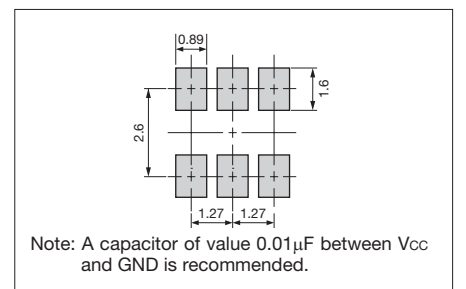 0.89
1.6
2.6
1.27 1.27
Note: A capacitor of value 0.01μF between Vcc
and GND is recommended.